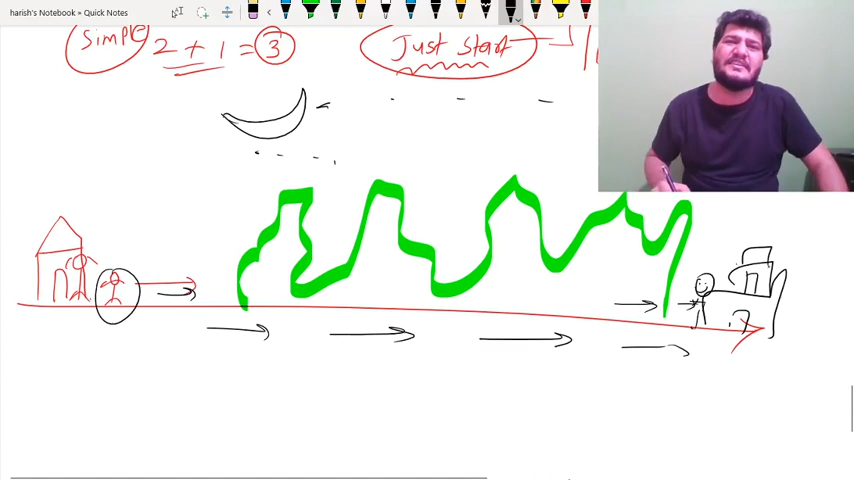 harish's Notebook » Quick Notes
Simple 2 + 1 = 3 Just start